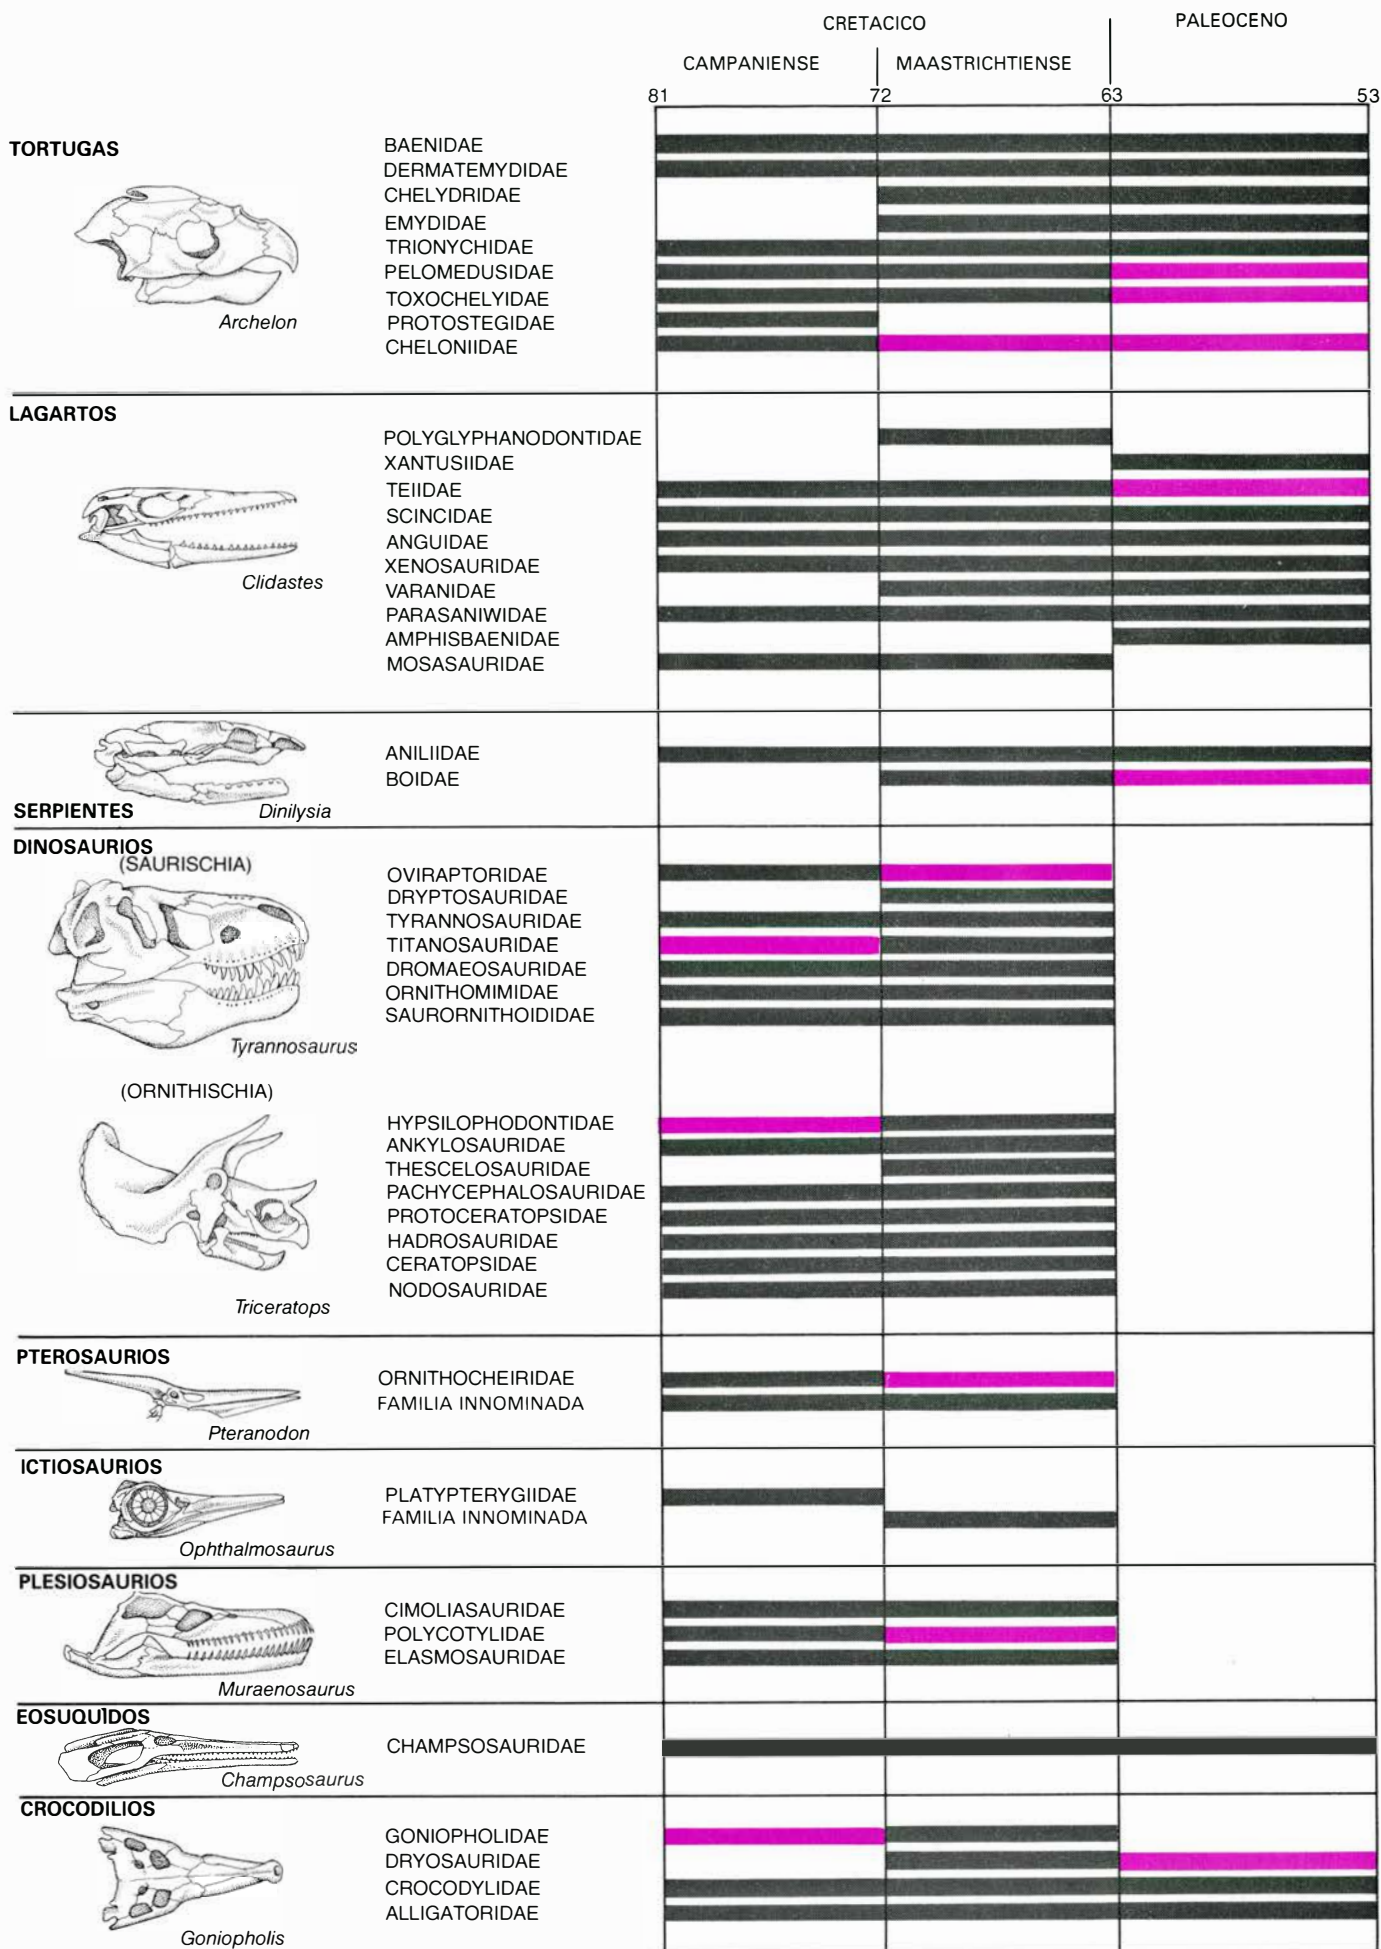 CRETACICO
PALEOCENO
CAMPANIENSE
MAASTRICHTIENSE
81
72
63
53
TORTUGAS
Archelon
BAENIDAE
DERMATEMYDIDAE
CHELYDRIDAE
EMYDIDAE
TRIONYCHIDAE
PELOMEDUSIDAE
TOXOCHELYIDAE
PROTOSTEGIDAE
CHELONIIDAE
LAGARTOS
Clidastes
POLYGLYPHANODONTIDAE
XANTUSIIDAE
TEIIDAE
SCINCIDAE
ANGUIDAE
XENOSAURIDAE
VARANIDAE
PARASANIWIDAE
AMPHISBAENIDAE
MOSASAURIDAE
ANILIIDAE
BOIDAE
SERPIENTES
Dinilysia
DINOSAURIOS
(SAURISCHIA)
Tyrannosaurus
OVIRAPTORIDAE
DRYPTOSAURIDAE
TYRANNOSAURIDAE
TITANOSAURIDAE
DROMAEOSAURIDAE
ORNITHOMIMIDAE
SAURORNITHOIDIDAE
(ORNITHISCHIA)
Triceratops
HYPSILOPHODONTIDAE
ANKYLOSAURIDAE
THESCELOSAURIDAE
PACHYCEPHALOSAURIDAE
PROTOCERATOPSIDAE
HADROSAURIDAE
CERATOPSIDAE
NODOSAURIDAE
PTEROSAURIOS
Pteranodon
ORNITHOCHEIRIDAE
FAMILIA INNOMINADA
ICTIOSAURIOS
Ophthalmosaurus
PLATYPTERYGIIDAE
FAMILIA INNOMINADA
PLESIOSAURIOS
Muraenosaurus
CIMOLIASAURIDAE
POLYCOTYLIDAE
ELASMOSAURIDAE
EOSUQUÍDOS
Champsosaurus
CHAMPSOSAURIDAE
CROCODILIOS
Goniopholis
GONIOPHOLIDAE
DRYOSAURIDAE
CROCODYLIDAE
ALLIGATORIDAE